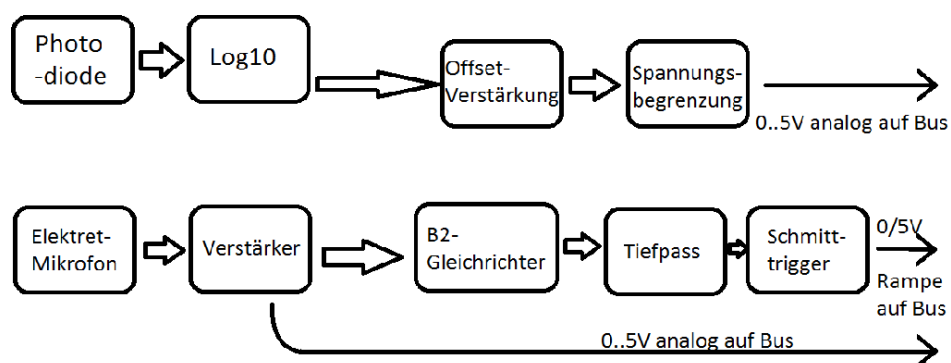 Photo
-diode
Log10
Offset-
Verstärkung
Spannungs-
begrenzung
0..5V analog auf Bus
Elektret-
Mikrofon
Verstärker
B2-
Gleichrichter
Tiefpass
Schmitt-
trigger
0/5V
Rampe
auf Bus
0..5V analog auf Bus